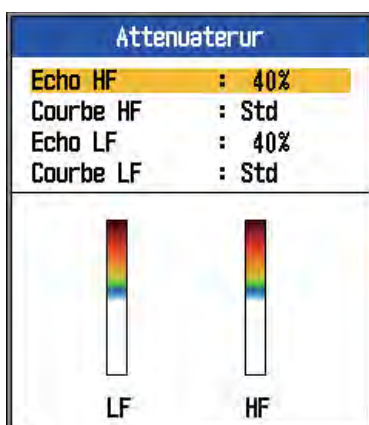 Attenuaterur
Echo HF : 40%
Courbe HF : Std
Echo LF : 40%
Courbe LF : Std
LF HF